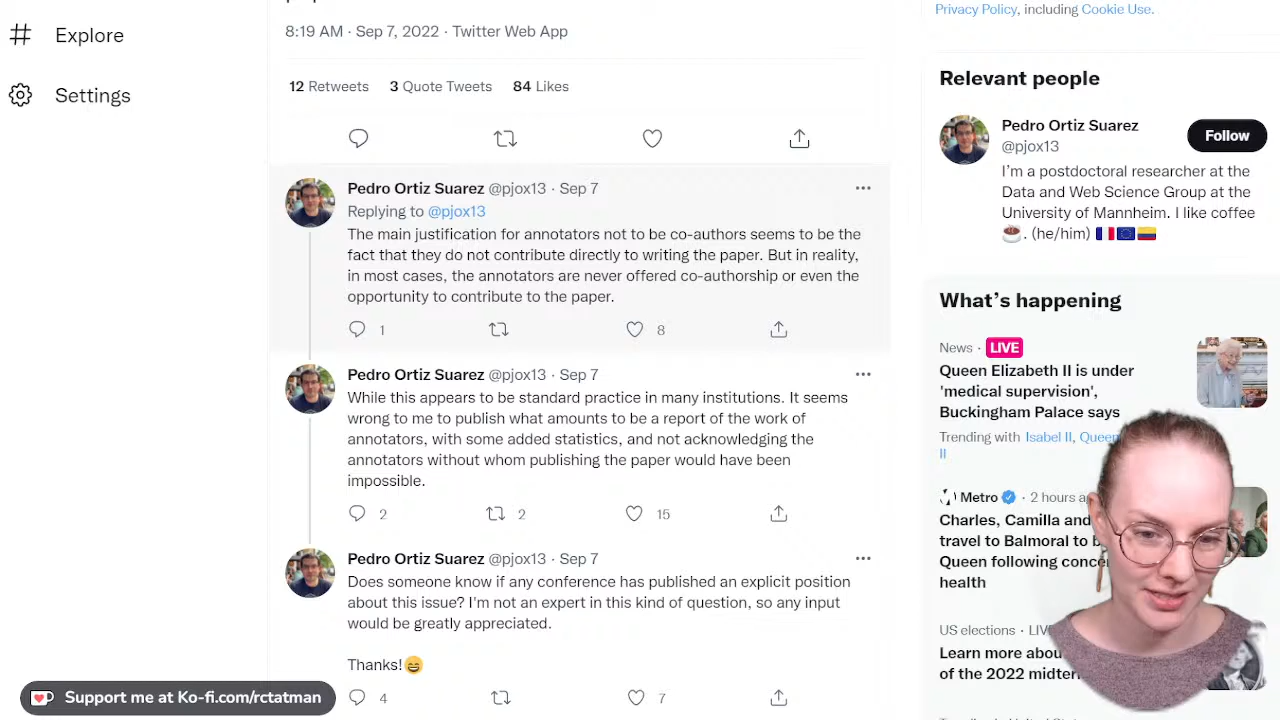 Explore
Settings
8:19 AM · Sep 7, 2022 · Twitter Web App
12 Retweets 3 Quote Tweets 84 Likes
Pedro Ortiz Suarez @pjox13 · Sep 7
Replying to @pjox13
The main justification for annotators not to be co-authors seems to be the
fact that they do not contribute directly to writing the paper. But in reality,
in most cases, the annotators are never offered co-authorship or even the
opportunity to contribute to the paper.
1 8
Pedro Ortiz Suarez @pjox13 · Sep 7
While this appears to be standard practice in many institutions. It seems
wrong to me to publish what amounts to be a report of the work of
annotators, with some added statistics, and not acknowledging the
annotators without whom publishing the paper would have been
impossible.
2 2 15
Pedro Ortiz Suarez @pjox13 · Sep 7
Does someone know if any conference has published an explicit position
about this issue? I'm not an expert in this kind of question, so any input
would be greatly appreciated.
Thanks!😄
4 7
Support me at Ko-fi.com/rctatman
Privacy Policy, including Cookie Use.
Relevant people
Pedro Ortiz Suarez
@pjox13
Follow
I'm a postdoctoral researcher at the
Data and Web Science Group at the
University of Mannheim. I like coffee
☕. (he/him) 🇫🇷🇪🇺🇨🇴
What's happening
News · LIVE
Queen Elizabeth II is under
'medical supervision',
Buckingham Palace says
Trending with Isabel II, Queen
II
Metro · 2 hours
Charles, Camilla and
travel to Balmoral to
Queen following
health
US elections ·
Learn more
of the 2022